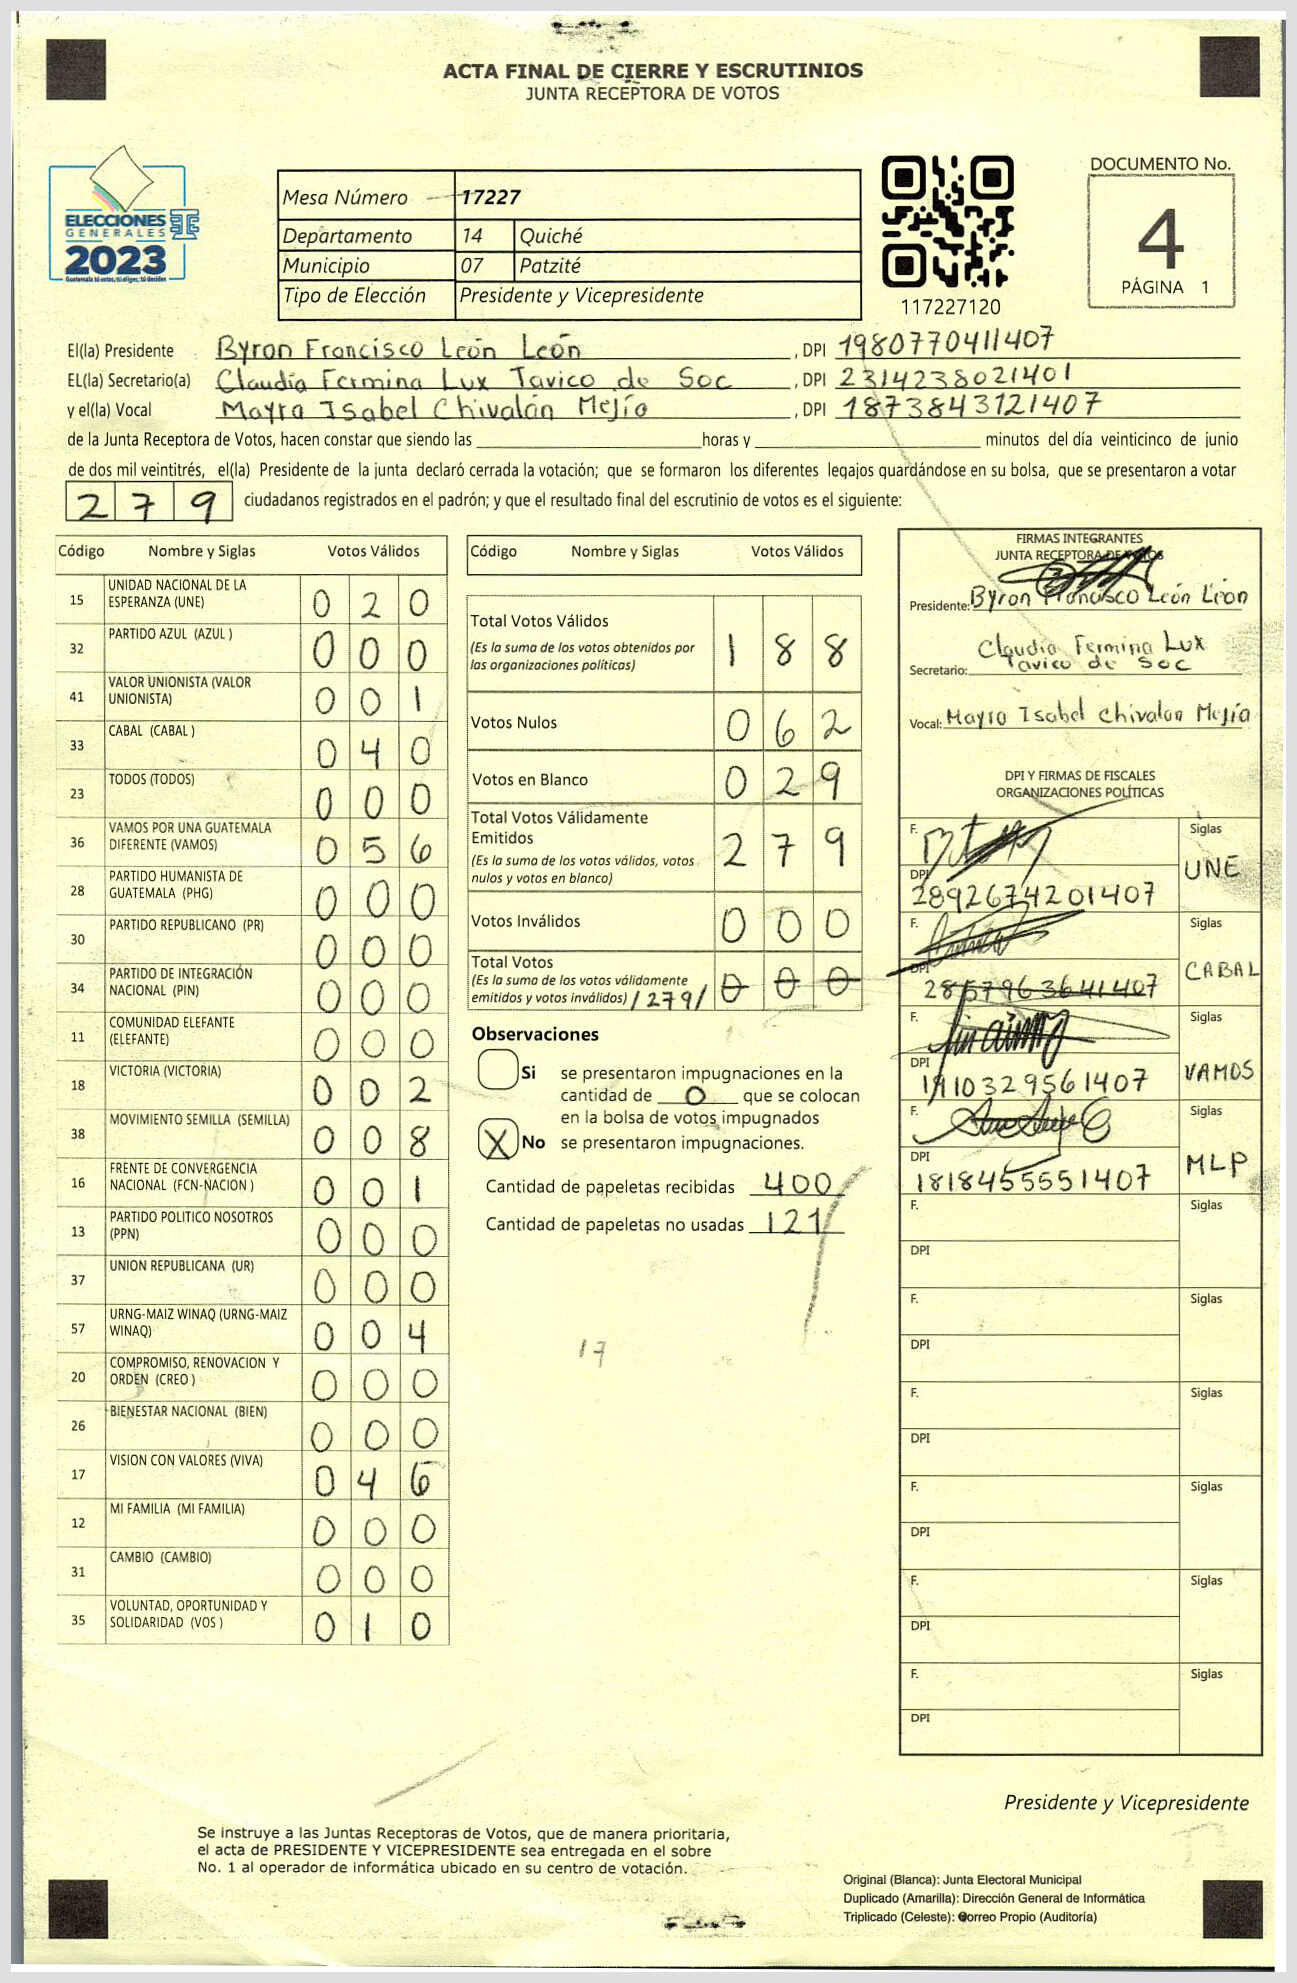 ACTA FINAL DE CIERRE Y ESCRUTINIOS
JUNTA RECEPTORA DE VOTOS
ELECCIONES
GENERALES
2023
Guatemala tú votas, tú eliges, tú decides
Mesa Número 17227
Departamento 14 Quiché
Municipio 07 Patzité
Tipo de Elección Presidente y Vicepresidente
117227120
DOCUMENTO No.
4
PÁGINA 1
El(la) Presidente Byron Francisco León León, DPI 1980770411407
EL(la) Secretario(a) Claudia Fermina Lux Tavico de Soc, DPI 2314238021401
y el(la) Vocal Mayra Isabel Chivalán Mejía, DPI 1873843121407
de la Junta Receptora de Votos, hacen constar que siendo las ____ horas y ____ minutos del día veinticinco de junio
de dos mil veintitrés, el(la) Presidente de la junta declaró cerrada la votación; que se formaron los diferentes legajos guardándose en su bolsa, que se presentaron a votar
279 ciudadanos registrados en el padrón; y que el resultado final del escrutinio de votos es el siguiente:
Código Nombre y Siglas Votos Válidos
15 UNIDAD NACIONAL DE LA ESPERANZA (UNE) 0 2 0
32 PARTIDO AZUL (AZUL ) 0 0 0
41 VALOR UNIONISTA (VALOR UNIONISTA) 0 0 1
33 CABAL (CABAL ) 0 4 0
23 TODOS (TODOS) 0 0 0
36 VAMOS POR UNA GUATEMALA DIFERENTE (VAMOS) 0 5 6
28 PARTIDO HUMANISTA DE GUATEMALA (PHG) 0 0 0
30 PARTIDO REPUBLICANO (PR) 0 0 0
34 PARTIDO DE INTEGRACIÓN NACIONAL (PIN) 0 0 0
11 COMUNIDAD ELEFANTE (ELEFANTE) 0 0 0
18 VICTORIA (VICTORIA) 0 0 2
38 MOVIMIENTO SEMILLA (SEMILLA) 0 0 8
16 FRENTE DE CONVERGENCIA NACIONAL (FCN-NACION ) 0 0 1
13 PARTIDO POLITICO NOSOTROS (PPN) 0 0 0
37 UNION REPUBLICANA (UR) 0 0 0
57 URNG-MAIZ WINAQ (URNG-MAIZ WINAQ) 0 0 4
20 COMPROMISO, RENOVACION Y ORDEN (CREO ) 0 0 0
26 BIENESTAR NACIONAL (BIEN) 0 0 0
17 VISION CON VALORES (VIVA) 0 4 6
12 MI FAMILIA (MI FAMILIA) 0 0 0
31 CAMBIO (CAMBIO) 0 0 0
35 VOLUNTAD, OPORTUNIDAD Y SOLIDARIDAD (VOS ) 0 1 0
Código Nombre y Siglas Votos Válidos
Total Votos Válidos 1 8 8
(Es la suma de los votos obtenidos por
las organizaciones políticas)
Votos Nulos 0 6 2
Votos en Blanco 0 2 9
Total Votos Válidamente
Emitidos 2 7 9
(Es la suma de los votos válidos, votos
nulos y votos en blanco)
Votos Inválidos 0 0 0
Total Votos
(Es la suma de los votos válidamente
emitidos y votos inválidos) /279/ 0 0 0
Observaciones
Si se presentaron impugnaciones en la
cantidad de 0 que se colocan
en la bolsa de votos impugnados
X No se presentaron impugnaciones.
Cantidad de papeletas recibidas 400
Cantidad de papeletas no usadas 121
17
FIRMAS INTEGRANTES
JUNTA RECEPTORA DE VOTOS
Presidente: Byron Francisco León León
Secretario: Claudia Fermina Lux
Tavico de Soc
Vocal: Mayra Isabel Chivalan Mejía
DPI Y FIRMAS DE FISCALES
ORGANIZACIONES POLÍTICAS
F. Siglas
DPI 2892674201407 UNE
F. Siglas
DPI 2857963641407 CABAL
F. Siglas
DPI 1910329561407 VAMOS
F. Siglas
DPI 1818455551407 MLP
F. Siglas
DPI
F. Siglas
DPI
F. Siglas
DPI
F. Siglas
DPI
F. Siglas
DPI
F. Siglas
DPI
Presidente y Vicepresidente
Se instruye a las Juntas Receptoras de Votos, que de manera prioritaria,
el acta de PRESIDENTE Y VICEPRESIDENTE sea entregada en el sobre
No. 1 al operador de informática ubicado en su centro de votación.
Original (Blanca): Junta Electoral Municipal
Duplicado (Amarilla): Dirección General de Informática
Triplicado (Celeste): Correo Propio (Auditoría)